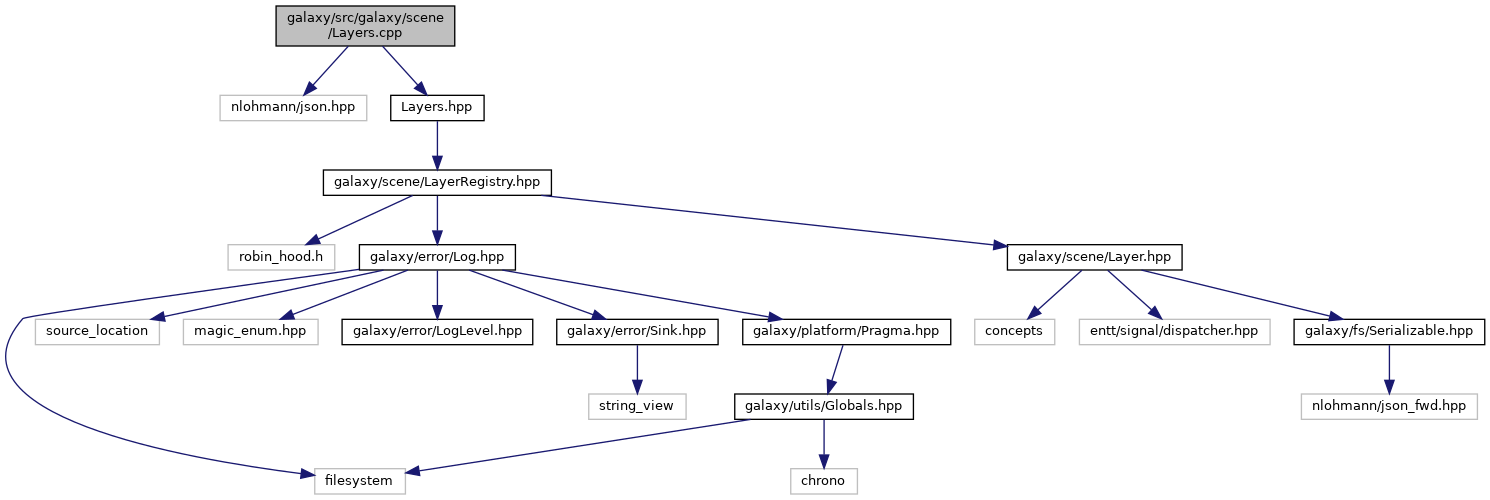 galaxy/src/galaxy/scene
/Layers.cpp
nlohmann/json.hpp
Layers.hpp
galaxy/scene/LayerRegistry.hpp
robin_hood.h
galaxy/error/Log.hpp
galaxy/scene/Layer.hpp
source_location
magic_enum.hpp
galaxy/error/LogLevel.hpp
galaxy/error/Sink.hpp
galaxy/platform/Pragma.hpp
concepts
entt/signal/dispatcher.hpp
galaxy/fs/Serializable.hpp
string_view
galaxy/utils/Globals.hpp
nlohmann/json_fwd.hpp
filesystem
chrono